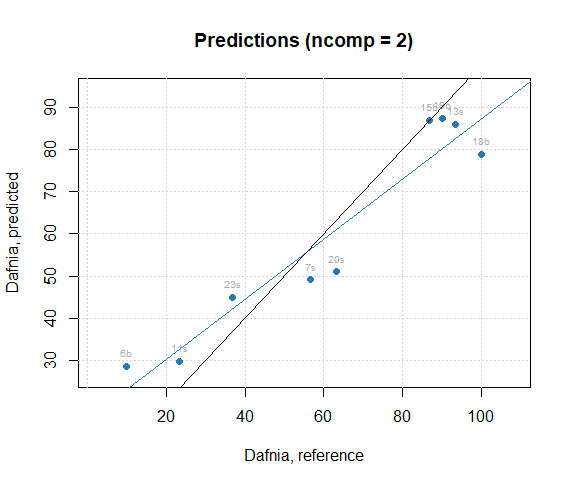 Predictions (ncomp = 2)
13s
18b
20s
7s
23s
11s
6b
90
80
70
60
50
40
30
20
40
60
80
100
Dafnia, predicted
Dafnia, reference